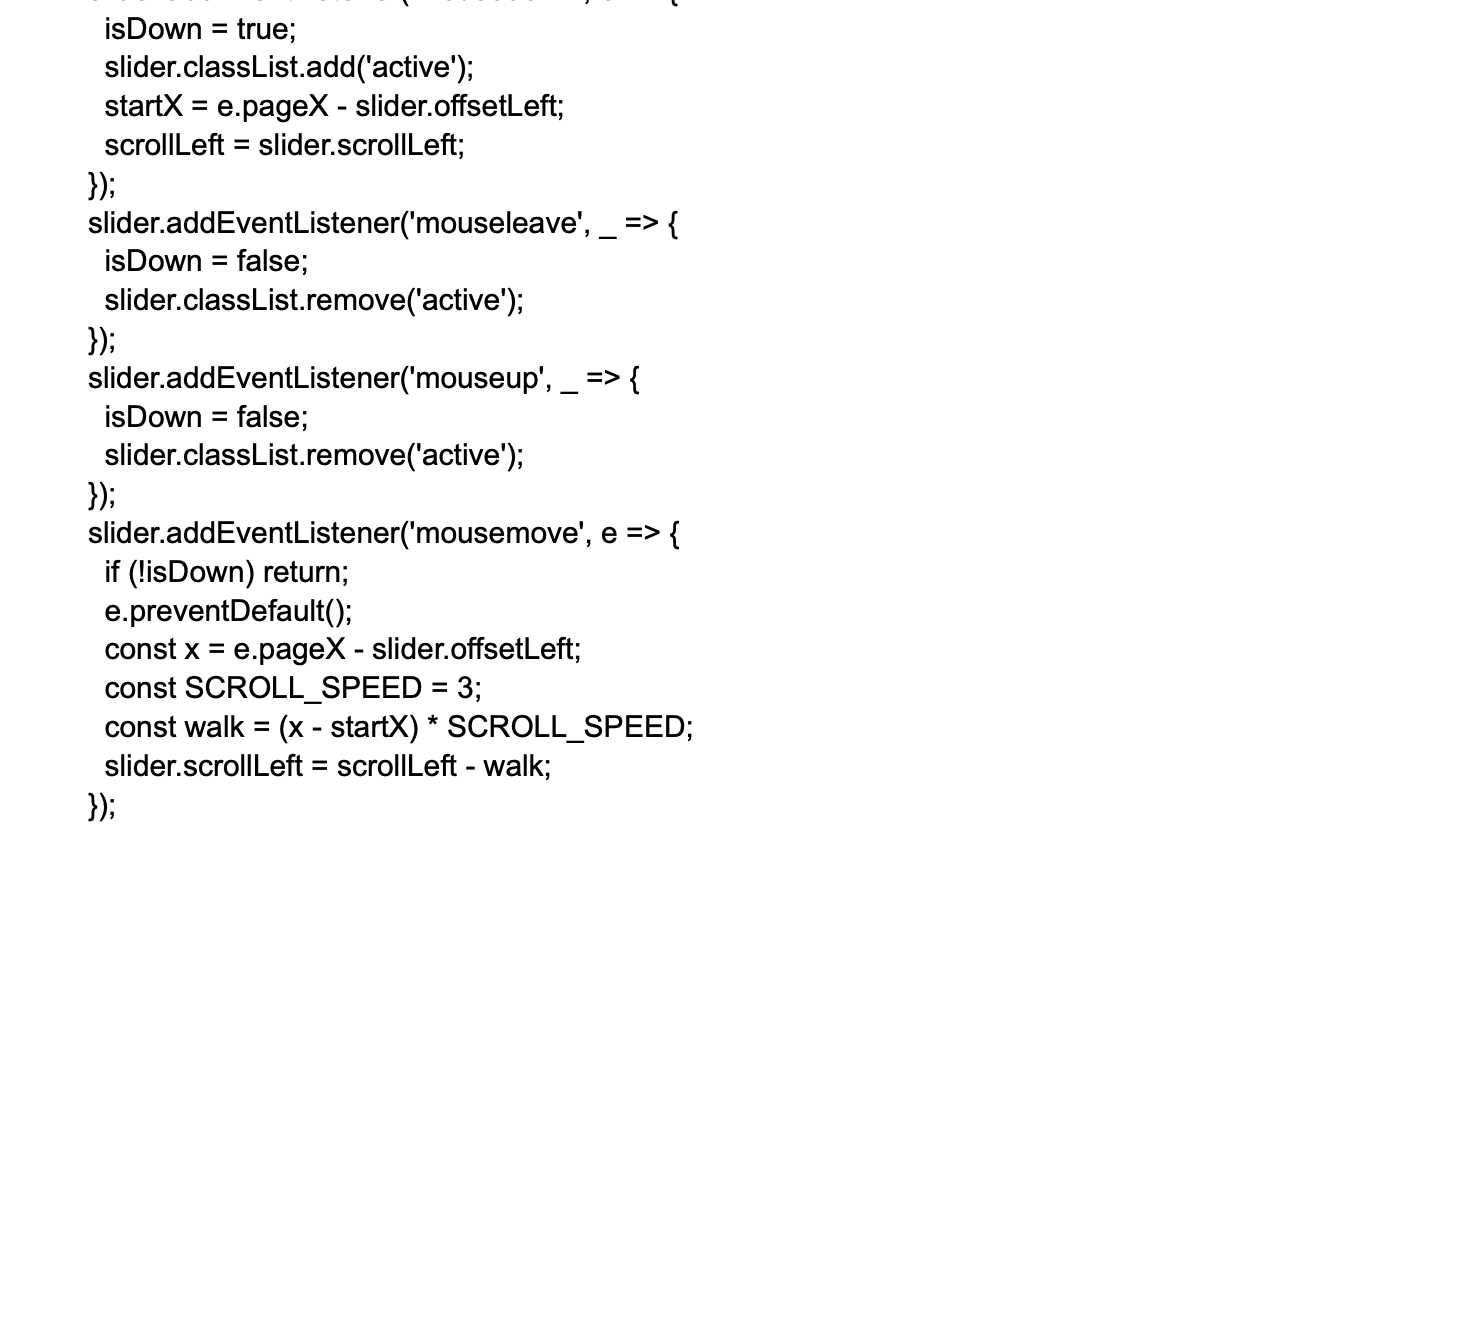 isDown = true;
slider.classList.add('active');
startX = e.pageX - slider.offsetLeft;
scrollLeft = slider.scrollLeft;
});
slider.addEventListener('mouseleave', _ => {
isDown = false;
slider.classList.remove('active');
});
slider.addEventListener('mouseup', _ => {
isDown = false;
slider.classList.remove('active');
});
slider.addEventListener('mousemove', e => {
if (!isDown) return;
e.preventDefault();
const x = e.pageX - slider.offsetLeft;
const SCROLL_SPEED = 3;
const walk = (x - startX) * SCROLL_SPEED;
slider.scrollLeft = scrollLeft - walk;
});